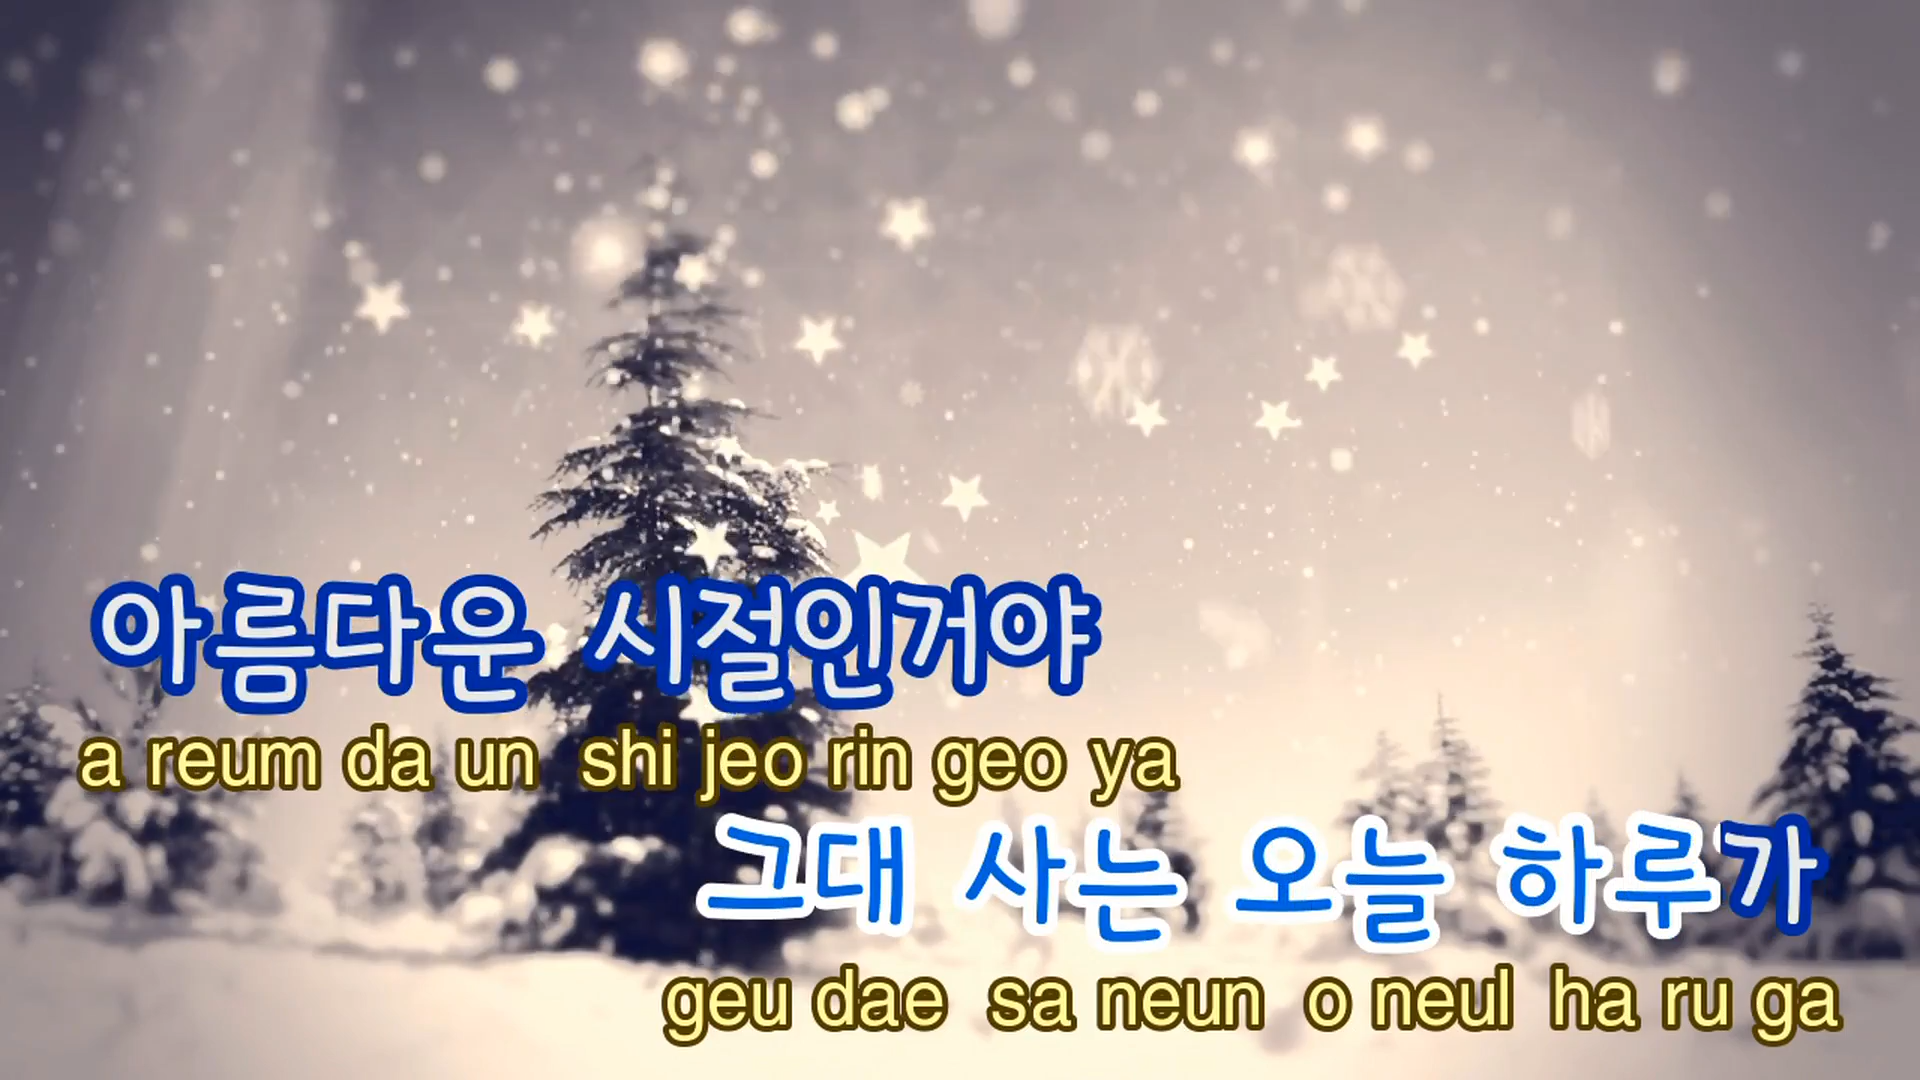 아름다운 시절인거야
a reum da un shi jeo rin geo ya
그대 사는 오늘 하루가
geu dae sa neun o neul ha ru ga